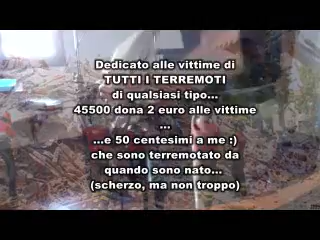 Dedicato alle vittime di
TUTTI I TERREMOTI
di qualsiasi tipo...
45500 dona 2 euro alle vittime
...
...e 50 centesimi a me :)
che sono terremotato da
quando sono nato...
(scherzo, ma non troppo)